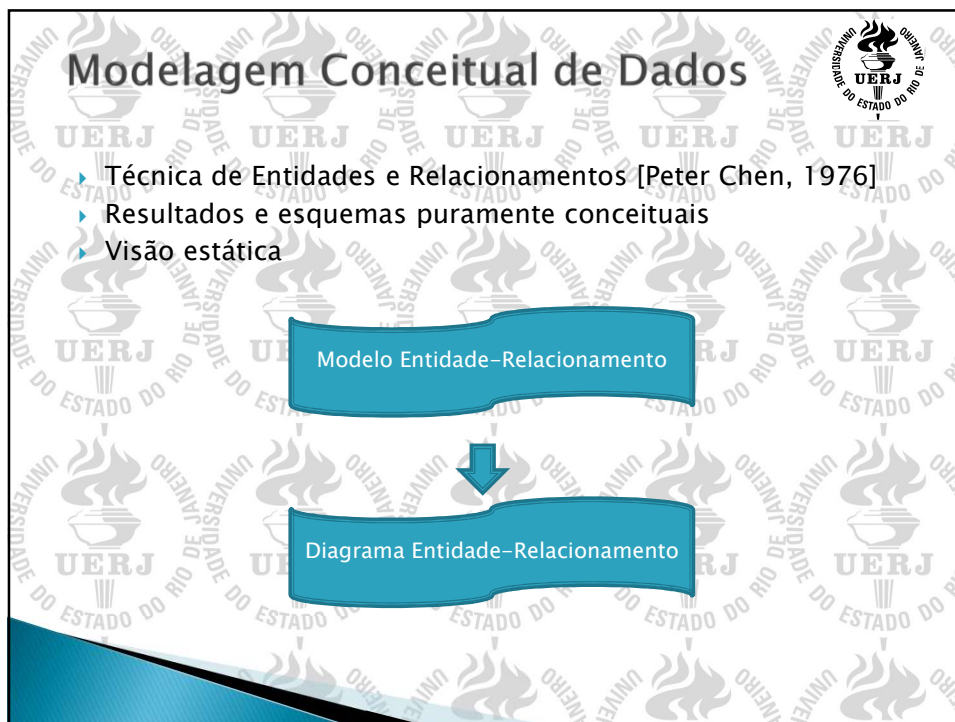 Modelagem Conceitual de Dados
UNIVERSIDADE DO ESTADO DO RIO DE JANEIRO
UERJ
Técnica de Entidades e Relacionamentos [Peter Chen, 1976]
Resultados e esquemas puramente conceituais
Visão estática
Modelo Entidade-Relacionamento
Diagrama Entidade-Relacionamento